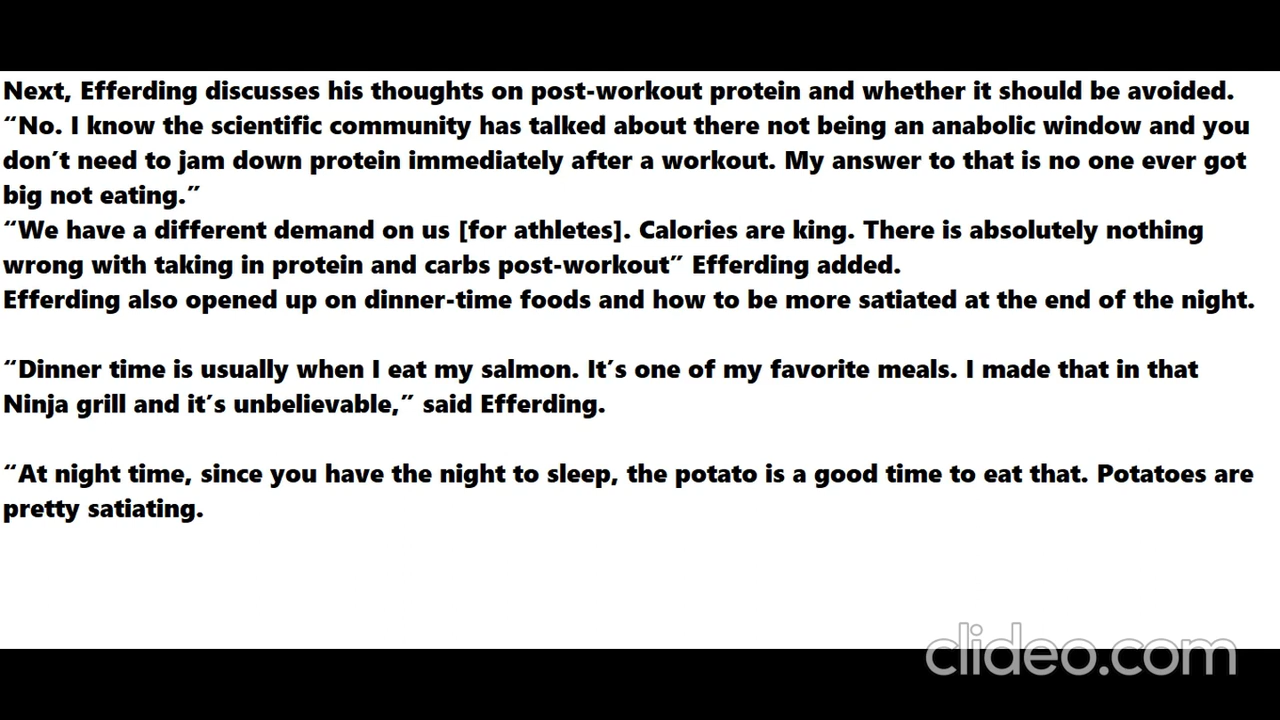 Next, Efferding discusses his thoughts on post-workout protein and whether it should be avoided.
“No. I know the scientific community has talked about there not being an anabolic window and you
don’t need to jam down protein immediately after a workout. My answer to that is no one ever got
big not eating.”
“We have a different demand on us [for athletes]. Calories are king. There is absolutely nothing
wrong with taking in protein and carbs post-workout” Efferding added.
Efferding also opened up on dinner-time foods and how to be more satiated at the end of the night.
“Dinner time is usually when I eat my salmon. It’s one of my favorite meals. I made that in that
Ninja grill and it’s unbelievable,” said Efferding.
“At night time, since you have the night to sleep, the potato is a good time to eat that. Potatoes are
pretty satiating.
clideo.com